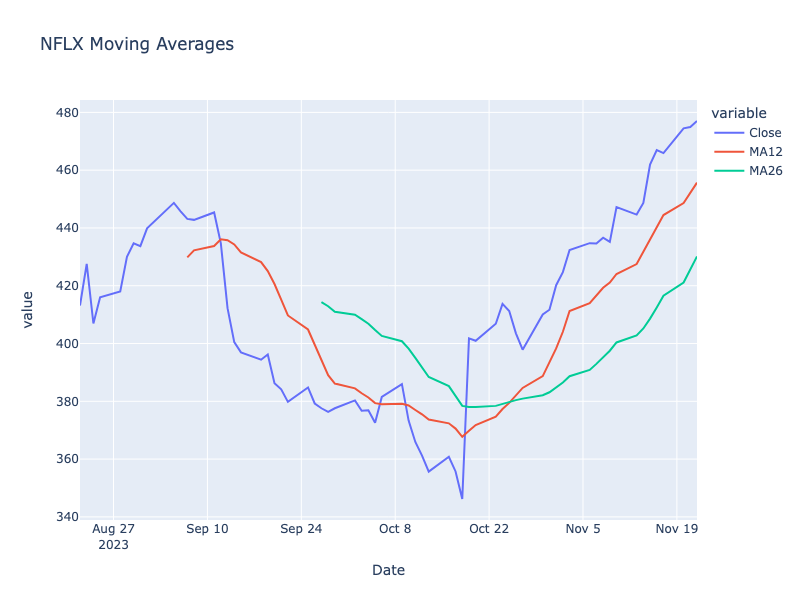 NFLX Moving Averages
variable
Close
MA12
MA26
value
480
460
440
420
400
380
360
340
Aug 27
2023
Sep 10
Sep 24
Oct 8
Oct 22
Nov 5
Nov 19
Date